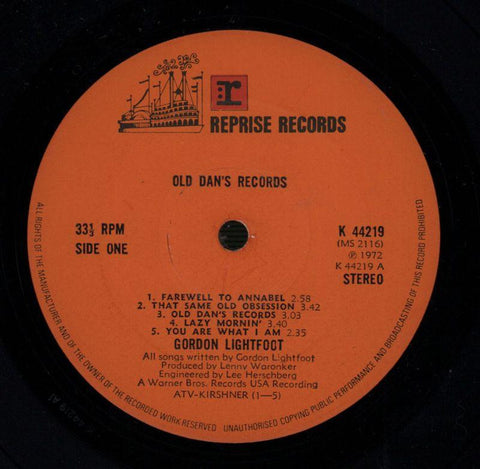 r
REPRISE RECORDS
OLD DAN'S RECORDS
33⅓ RPM
SIDE ONE
K 44219
(MS 2116)
℗ 1972
K 44219 A
STEREO
1. FAREWELL TO ANNABEL 2.58
2. THAT SAME OLD OBSESSION 3.42
3. OLD DAN'S RECORDS 3.03
4. LAZY MORNIN' 3.40
5. YOU ARE WHAT I AM 2.35
GORDON LIGHTFOOT
All songs written by Gordon Lightfoot
Produced by Lenny Waronker
Engineered by Lee Herschberg
A Warner Bros. Records USA Recording
ATV-KIRSHNER (1—5)
ALL RIGHTS OF THE MANUFACTURER AND OF THE OWNER OF THE RECORDED WORK RESERVED UNAUTHORISED COPYING PUBLIC PERFORMANCE AND BROADCASTING OF THIS RECORD PROHIBITED